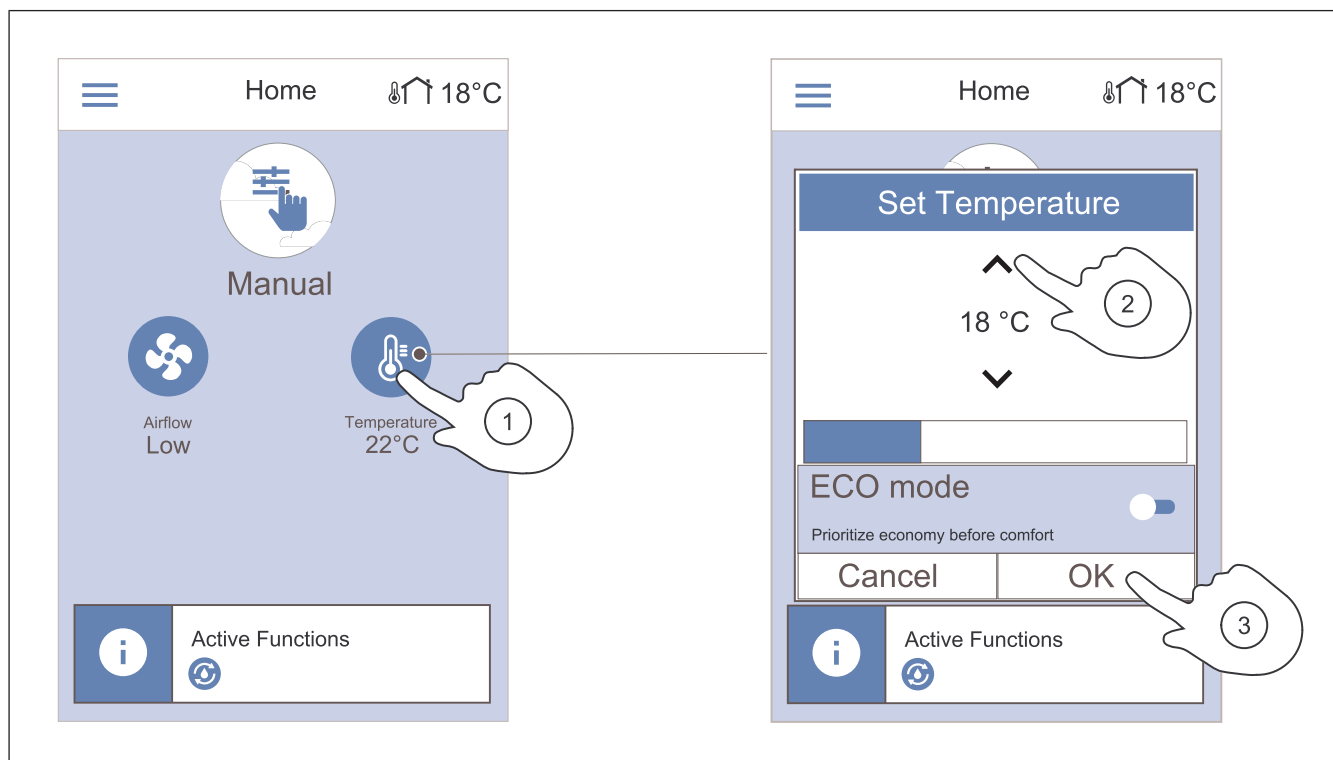 Home
18°C
Manual
Airflow
Low
Temperature
22°C
1
i
Active Functions
Home
18°C
Set Temperature
18 °C
2
ECO mode
Prioritize economy before comfort
Cancel
OK
3
i
Active Functions